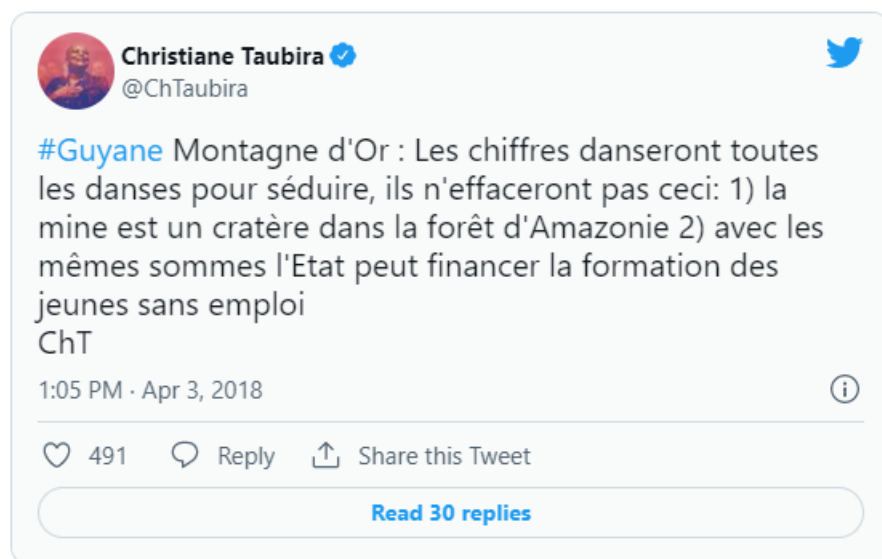 Christiane Taubira
@ChTaubira
#Guyane Montagne d'Or : Les chiffres danseront toutes
les danses pour séduire, ils n'effaceront pas ceci: 1) la
mine est un cratère dans la forêt d'Amazonie 2) avec les
mêmes sommes l'Etat peut financer la formation des
jeunes sans emploi
ChT
1:05 PM · Apr 3, 2018
491 Reply Share this Tweet
Read 30 replies